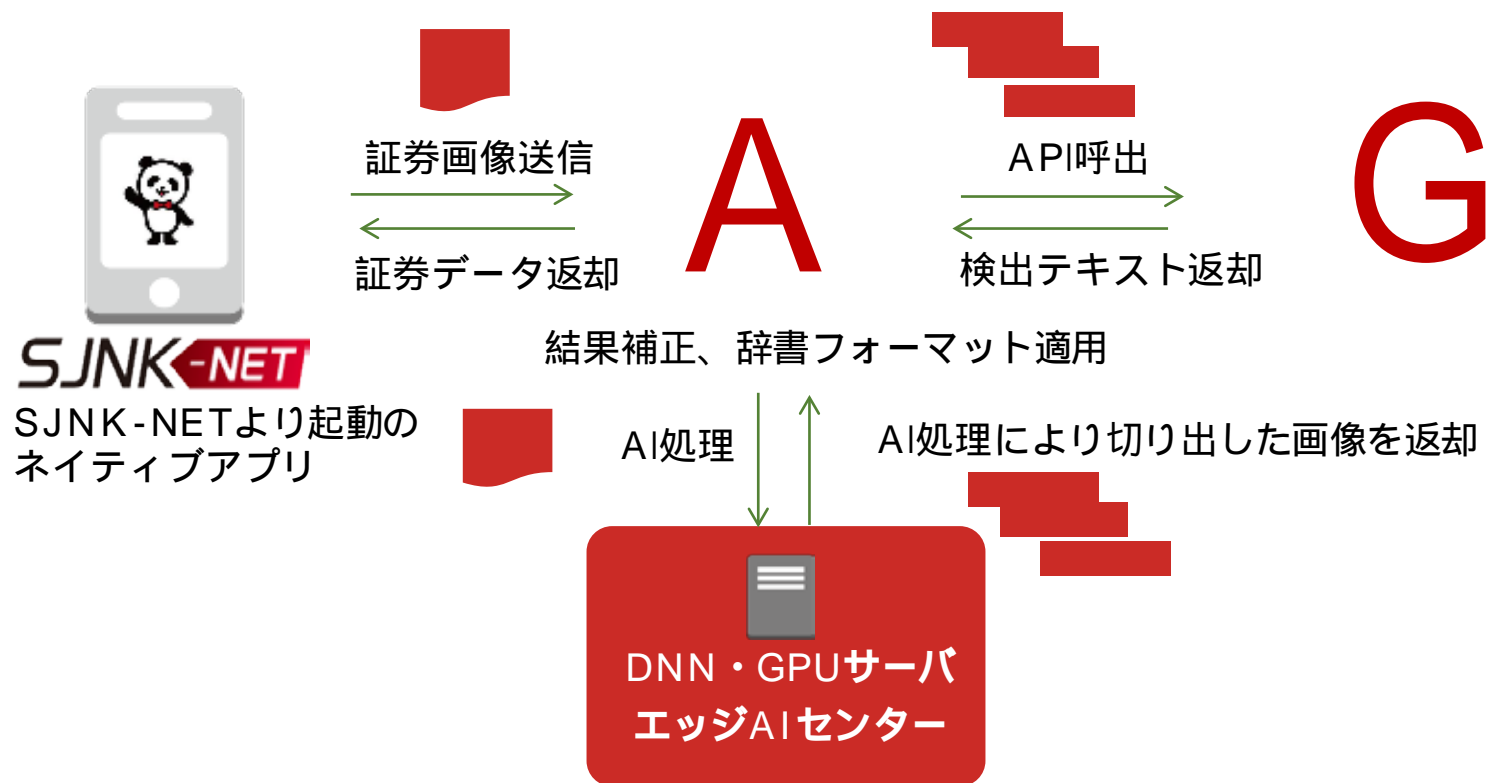 証券画像送信
証券データ返却
A
API呼出
検出テキスト返却
G
結果補正、辞書フォーマット適用
SJNK-NET
SJNK-NETより起動の
ネイティブアプリ
AI処理
AI処理により切り出した画像を返却
DNN・GPUサーバ
エッジAIセンター